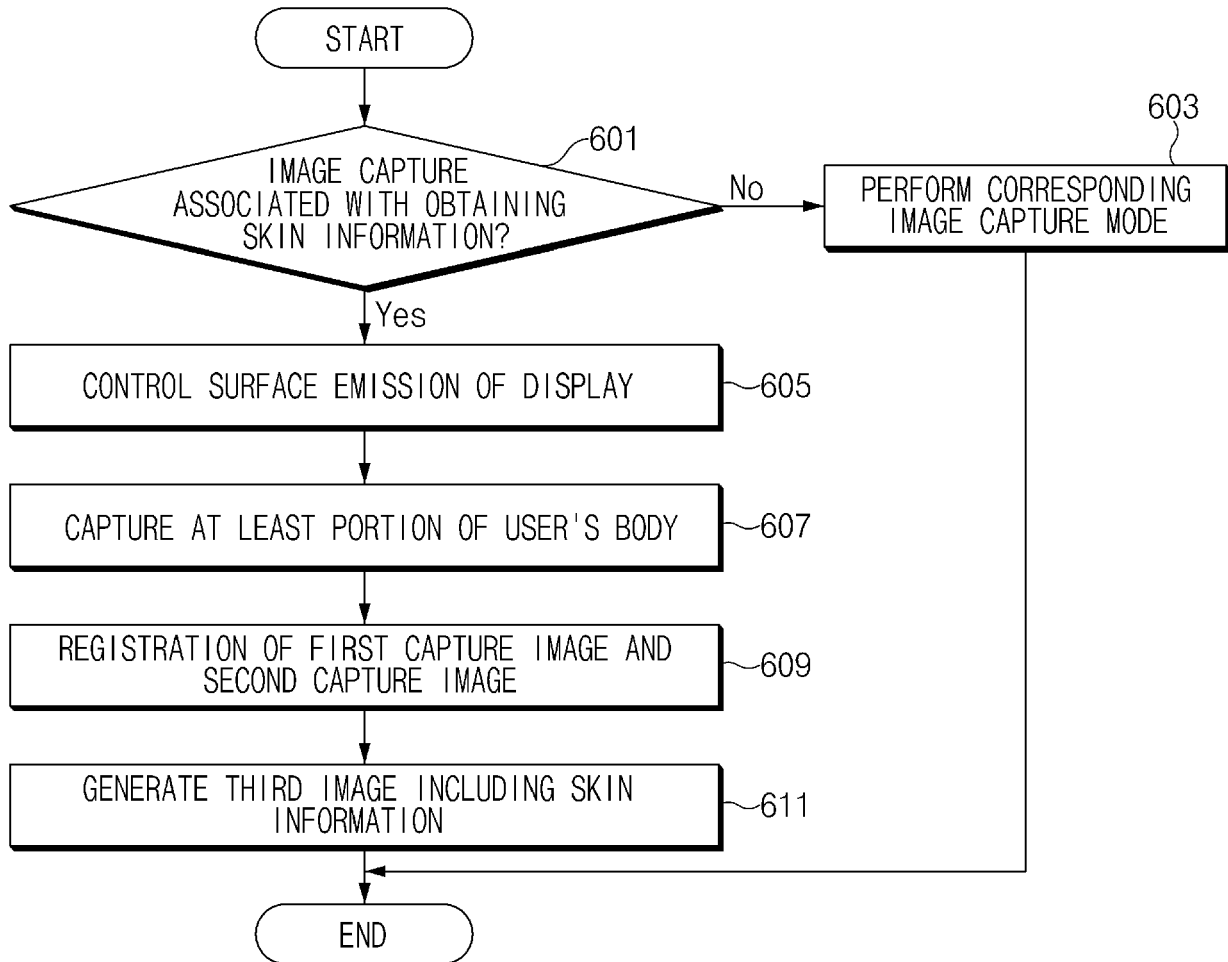 START
601
IMAGE CAPTURE
ASSOCIATED WITH OBTAINING
SKIN INFORMATION?
No
603
PERFORM CORRESPONDING
IMAGE CAPTURE MODE
Yes
CONTROL SURFACE EMISSION OF DISPLAY
605
CAPTURE AT LEAST PORTION OF USER'S BODY
607
REGISTRATION OF FIRST CAPTURE IMAGE AND
SECOND CAPTURE IMAGE
609
GENERATE THIRD IMAGE INCLUDING SKIN
INFORMATION
611
END